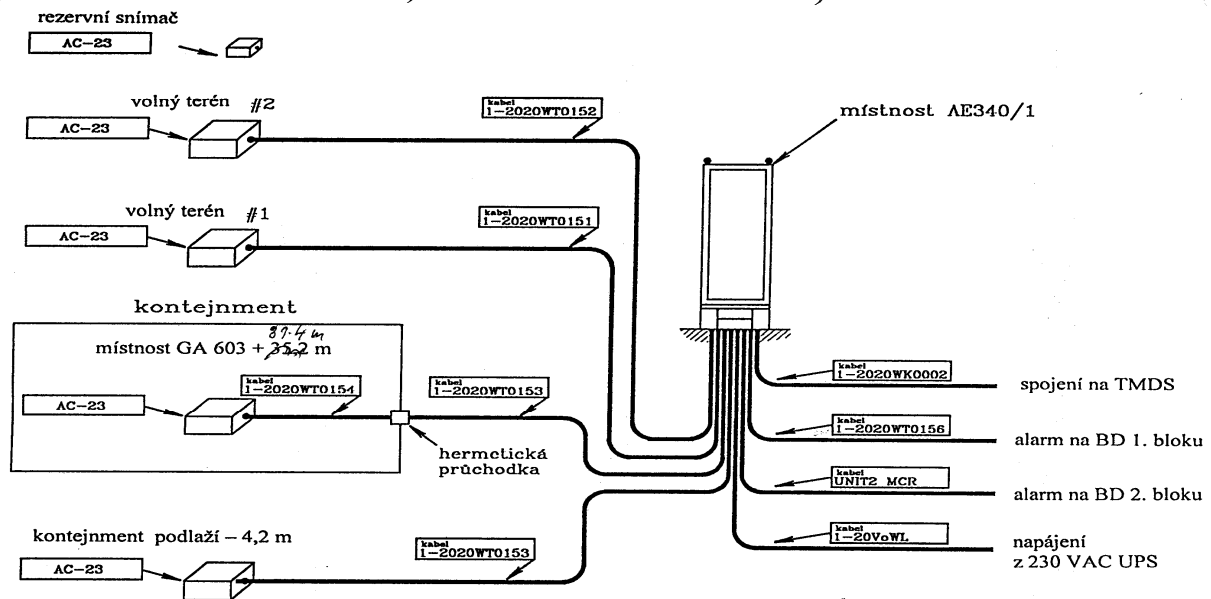 rezervní snímač
AC-23
volný terén #2
AC-23
kabel
1-2020WT0152
místnost AE340/1
volný terén #1
AC-23
kabel
1-2020WT0151
kontejnment
37.4 m
místnost GA 603 + 35,2 m
AC-23
kabel
1-2020WT0154
kabel
1-2020WT0153
hermetická
průchodka
kontejnment podlaží – 4,2 m
AC-23
kabel
1-2020WT0153
kabel
1-2020WK0002
spojení na TMDS
kabel
1-2020WT0156
alarm na BD 1. bloku
kabel
UNIT2 MCR
alarm na BD 2. bloku
kabel
1-20VoWL
napájení
z 230 VAC UPS